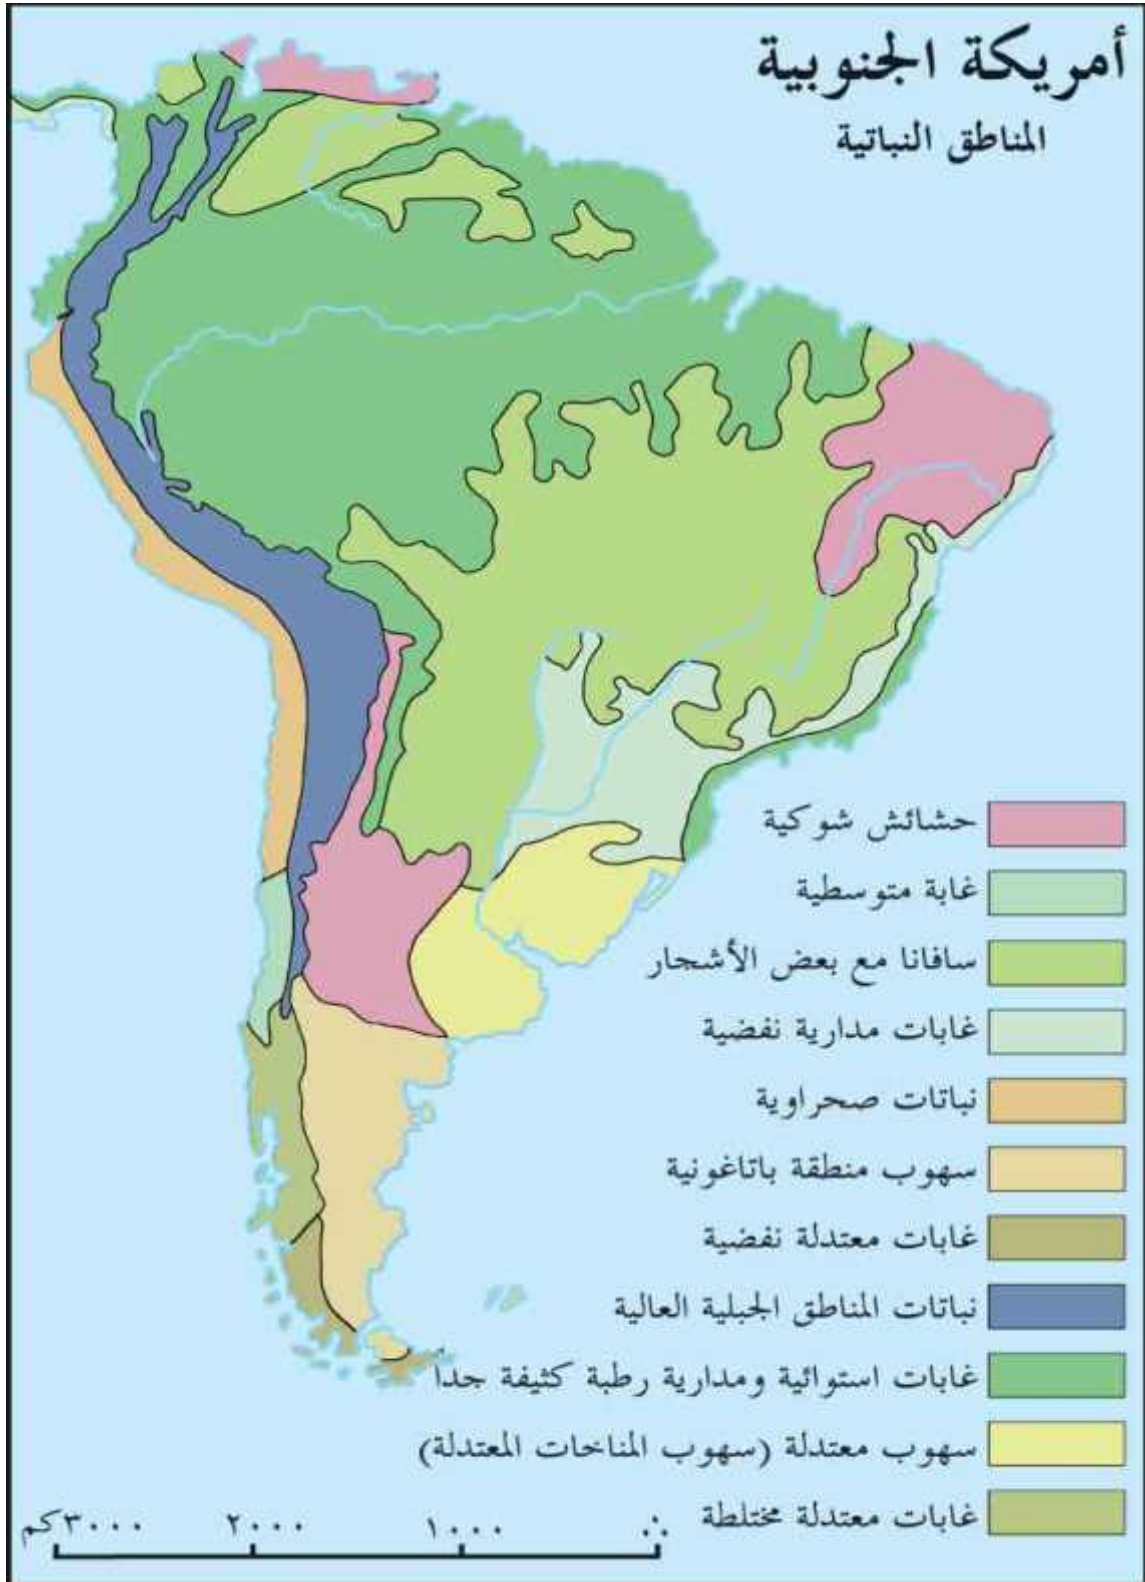 أمريكة الجنوبية
المناطق النباتية
حشائش شوكية
غابة متوسطية
سافانا مع بعض الأشجار
غابات مدارية نفضية
نباتات صحراوية
سهوب منطقة باتاغونية
غابات معتدلة نفضية
نباتات المناطق الجبلية العالية
غابات استوائية ومدارية رطبة كثيفة جدا
سهوب معتدلة (سهوب المناخات المعتدلة)
غابات معتدلة مختلطة
٠ ١٠٠٠ ٢٠٠٠ ٣٠٠٠ كم